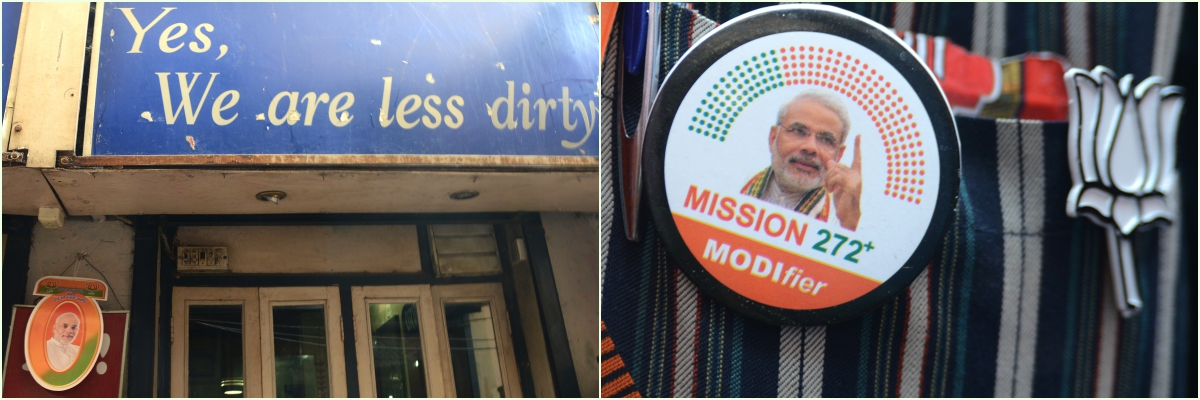 Yes,
We are less dirty
MISSION 272+
MODIfier